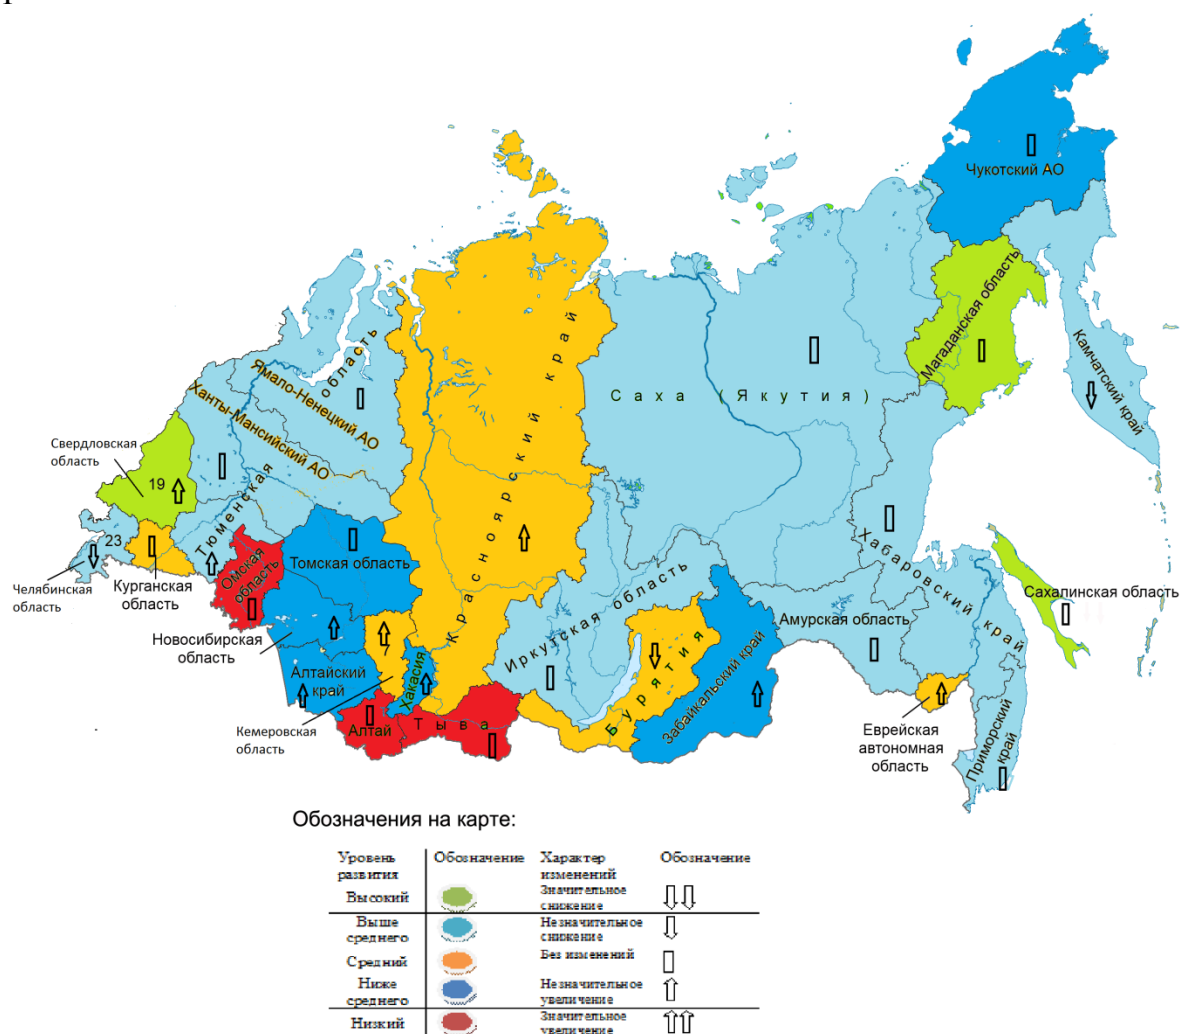 Чукотский АО
Магаданская область
Камчатский край
Саха (Якутия)
Красноярский край
Ямало-Ненецкий АО
область
Ханты-Мансийский АО
Тюменская
Свердловская
область
19
23
Челябинская
область
Курганская
область
Омская
область
Томская область
Новосибирская
область
Алтайский
край
Кемеровская
область
Хакасия
Алтай
Тыва
Иркутская область
Бурятия
Забайкальский край
Амурская область
Хабаровский край
Сахалинская область
Еврейская
автономная
область
Приморский
край
Обозначения на карте:
Уровень
развития
Обозначение
Характер
изменений
Обозначение
Высокий
Значительное
снижение
Выше
среднего
Незначительное
снижение
Средний
Без изменений
Ниже
среднего
Незначительное
увеличение
Низкий
Значительное
увеличение